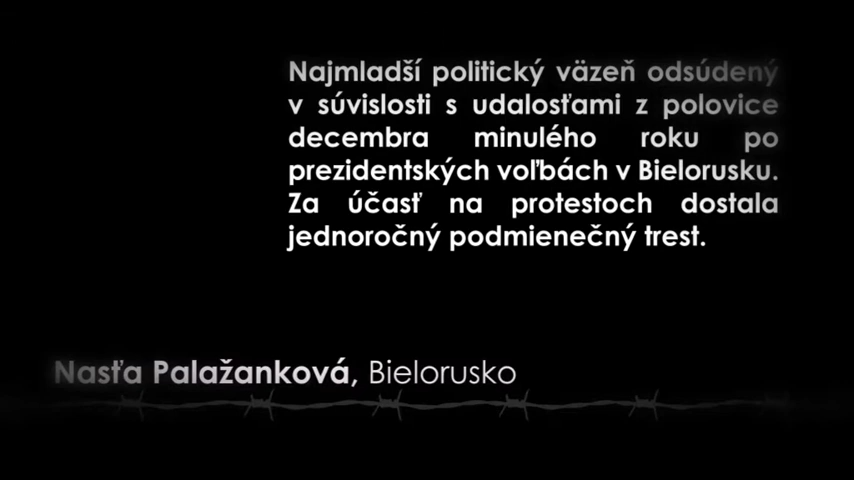 Najmladší politický väzeň odsúdený
v súvislosti s udalosťami z polovice
decembra minulého roku po
prezidentských voľbách v Bielorusku.
Za účasť na protestoch dostala
jednoročný podmienečný trest.
Nasťa Palažanková, Bielorusko